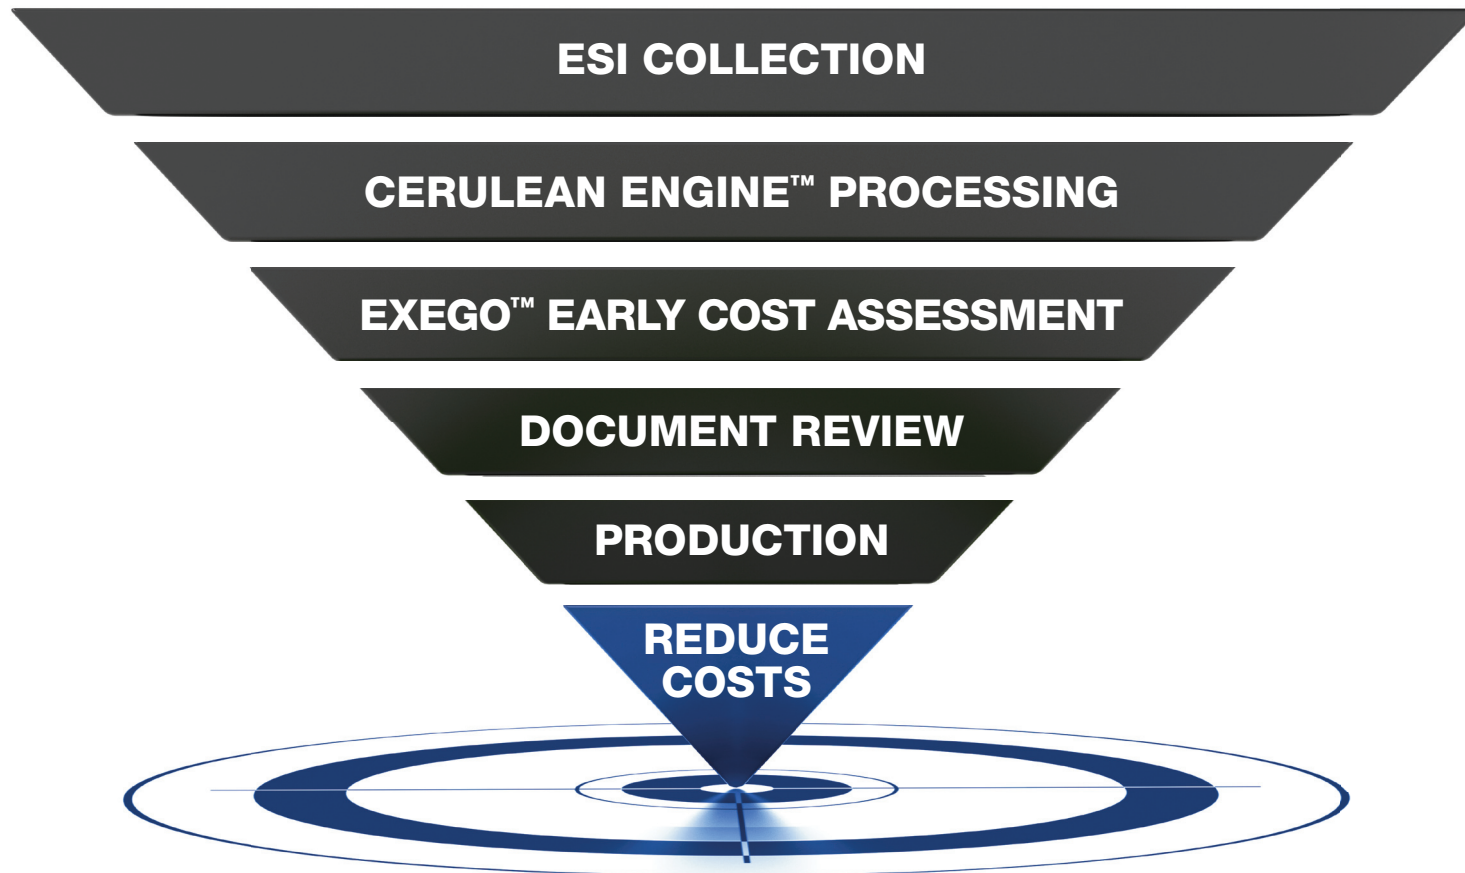 ESI COLLECTION
CERULEAN ENGINE™ PROCESSING
EXEGO™ EARLY COST ASSESSMENT
DOCUMENT REVIEW
PRODUCTION
REDUCE
COSTS